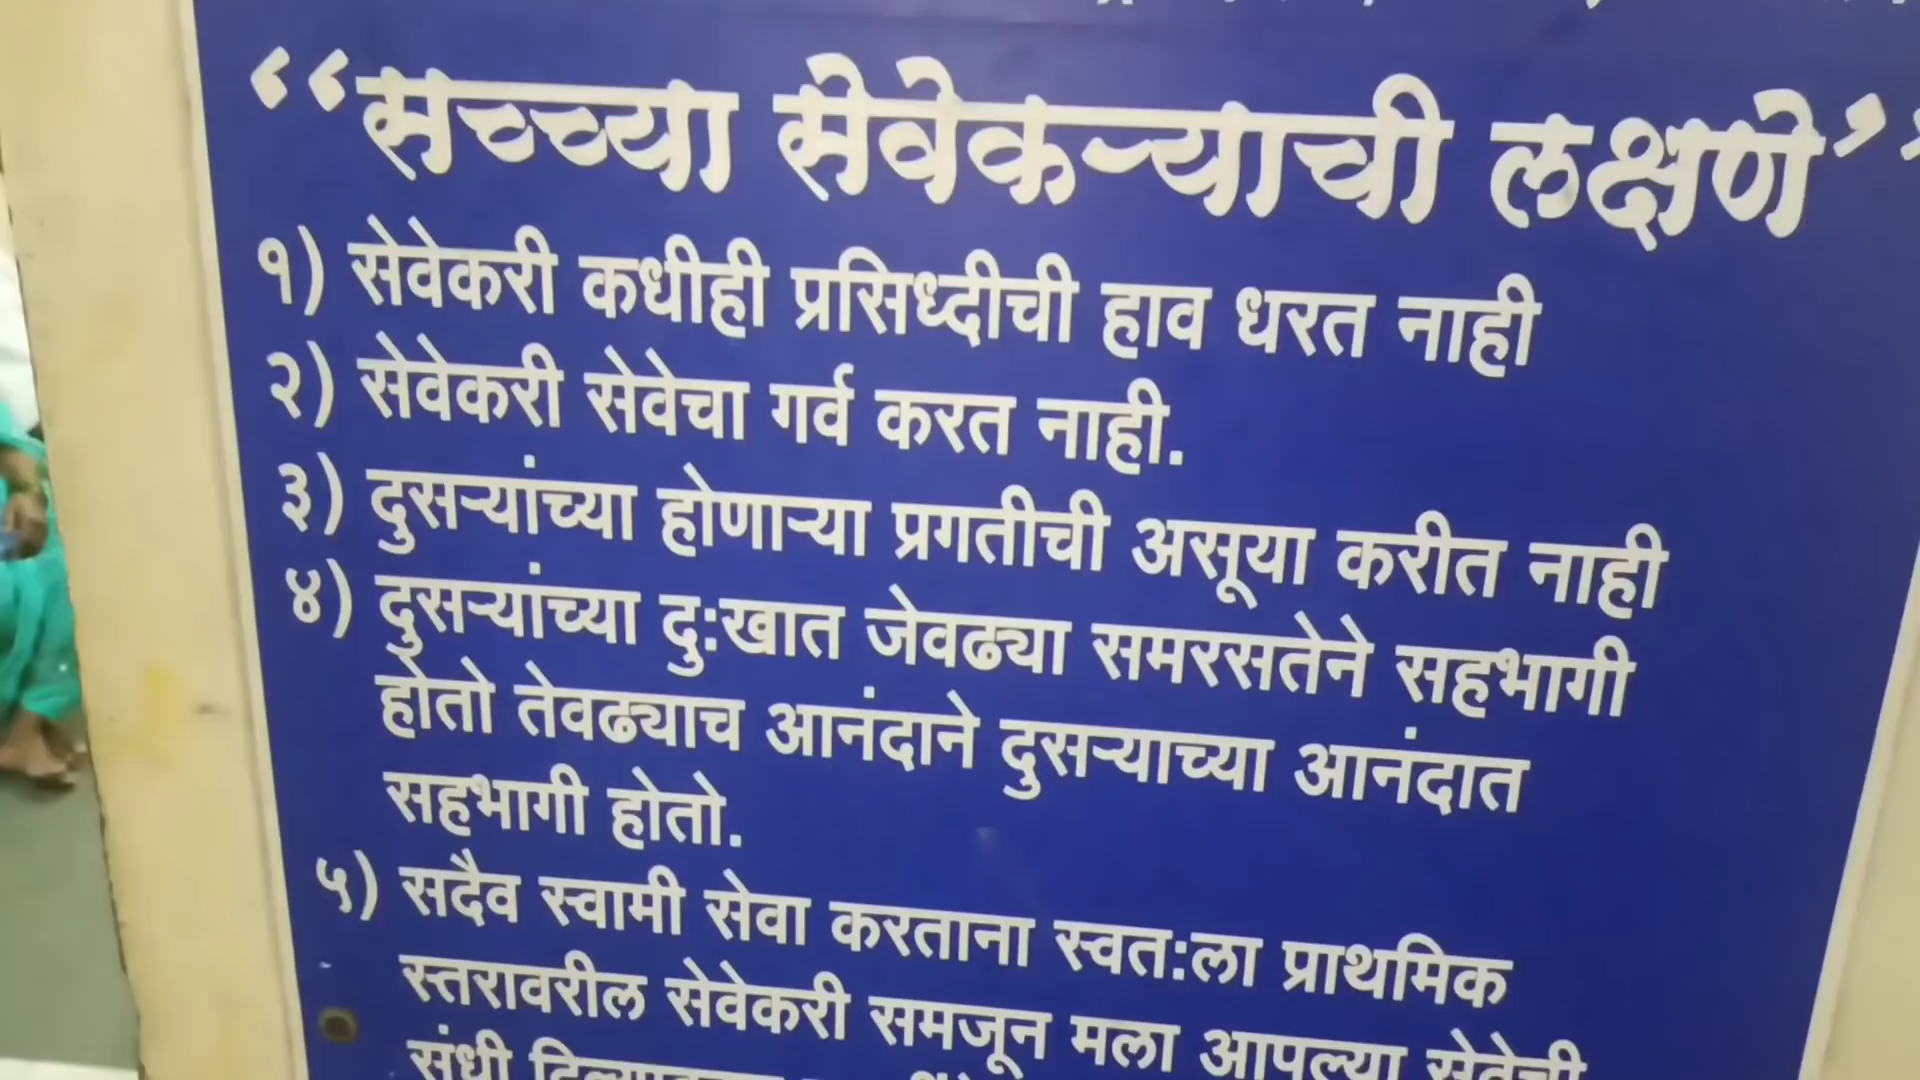 “सच्च्या सेवेकऱ्याची लक्षणे”
१) सेवेकरी कधीही प्रसिध्दीची हाव धरत नाही
२) सेवेकरी सेवेचा गर्व करत नाही.
३) दुसऱ्यांच्या होणाऱ्या प्रगतीची असूया करीत नाही
४) दुसऱ्यांच्या दु:खात जेवढ्या समरसतेने सहभागी
होतो तेवढ्याच आनंदाने दुसऱ्याच्या आनंदात
सहभागी होतो.
५) सदैव स्वामी सेवा करताना स्वत:ला प्राथमिक
स्तरावरील सेवेकरी समजून मला आपल्या सेवेची
संधी